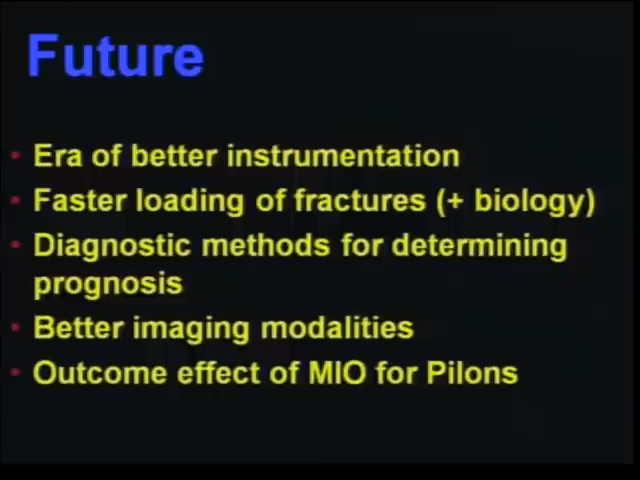 Future
• Era of better instrumentation
• Faster loading of fractures (+ biology)
• Diagnostic methods for determining
prognosis
• Better imaging modalities
• Outcome effect of MIO for Pilons